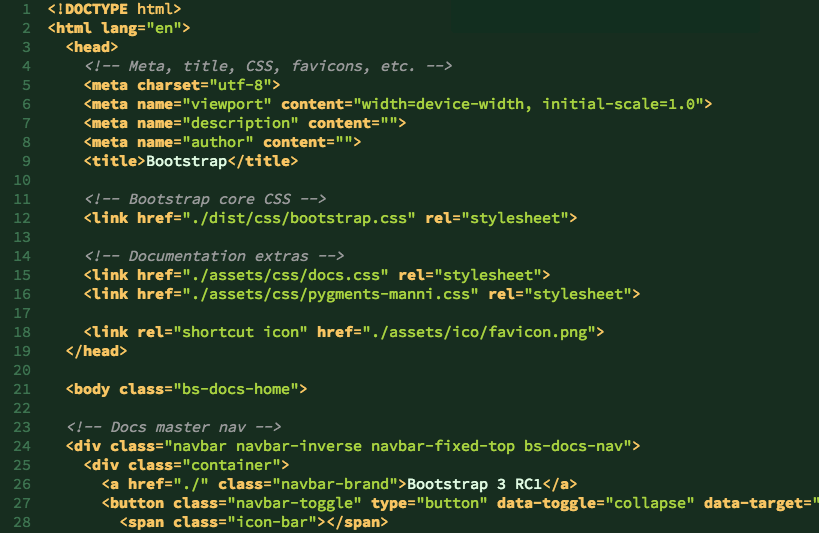 1 <!DOCTYPE html>
2 <html lang="en">
3 <head>
4 <!-- Meta, title, CSS, favicons, etc. -->
5 <meta charset="utf-8">
6 <meta name="viewport" content="width=device-width, initial-scale=1.0">
7 <meta name="description" content="">
8 <meta name="author" content="">
9 <title>Bootstrap</title>
10
11 <!-- Bootstrap core CSS -->
12 <link href="./dist/css/bootstrap.css" rel="stylesheet">
13
14 <!-- Documentation extras -->
15 <link href="./assets/css/docs.css" rel="stylesheet">
16 <link href="./assets/css/pygments-manni.css" rel="stylesheet">
17
18 <link rel="shortcut icon" href="./assets/ico/favicon.png">
19 </head>
20
21 <body class="bs-docs-home">
22
23 <!-- Docs master nav -->
24 <div class="navbar navbar-inverse navbar-fixed-top bs-docs-nav">
25 <div class="container">
26 <a href="./" class="navbar-brand">Bootstrap 3 RC1</a>
27 <button class="navbar-toggle" type="button" data-toggle="collapse" data-target="
28 <span class="icon-bar"></span>